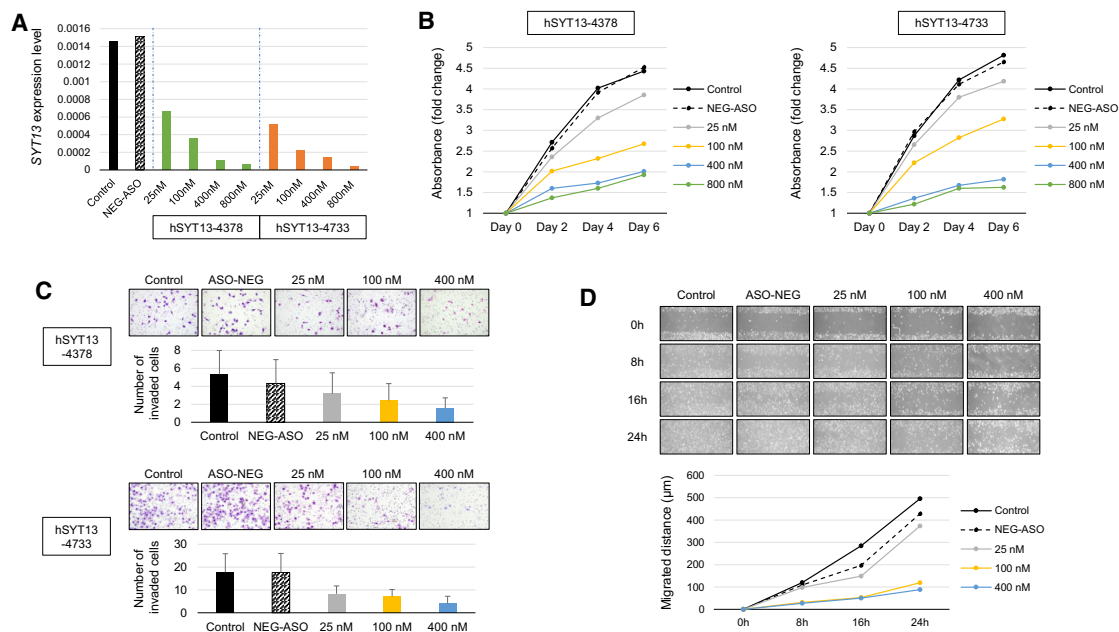 A
SYT13 expression level
0.0016
0.0014
0.0012
0.001
0.0008
0.0006
0.0004
0.0002
0
Control
NEG-ASO
25nM
100nM
400nM
800nM
25nM
100nM
400nM
800nM
hSYT13-4378
hSYT13-4733
B
hSYT13-4378
Absorbance (fold change)
5
4.5
4
3.5
3
2.5
2
1.5
1
Day 0 Day 2 Day 4 Day 6
Control
NEG-ASO
25 nM
100 nM
400 nM
800 nM
hSYT13-4733
Absorbance (fold change)
5
4.5
4
3.5
3
2.5
2
1.5
1
Day 0 Day 2 Day 4 Day 6
Control
NEG-ASO
25 nM
100 nM
400 nM
800 nM
C
hSYT13
-4378
Control ASO-NEG 25 nM 100 nM 400 nM
Number of
invaded cells
8
6
4
2
0
Control NEG-ASO 25 nM 100 nM 400 nM
hSYT13
-4733
Control ASO-NEG 25 nM 100 nM 400 nM
Number of
invaded cells
30
20
10
0
Control NEG-ASO 25 nM 100 nM 400 nM
D
Control ASO-NEG 25 nM 100 nM 400 nM
0h
8h
16h
24h
Migrated distance (μm)
600
500
400
300
200
100
0
0h 8h 16h 24h
Control
NEG-ASO
25 nM
100 nM
400 nM